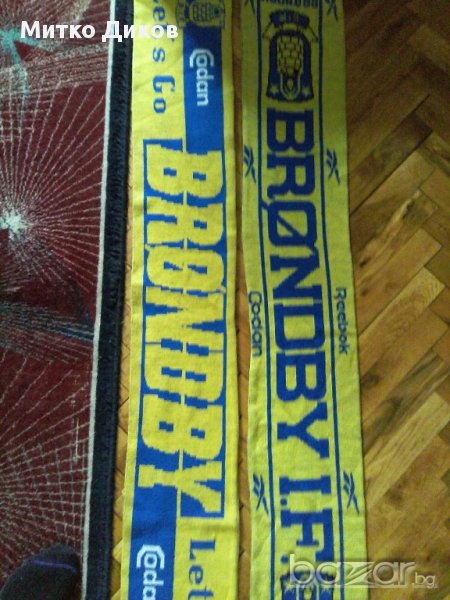 Митко Диков
Let's Go
Codan
BRØNDBY
Codan
Let
BRØNDBY I.F.
Reebok
Codan
bazar.bg